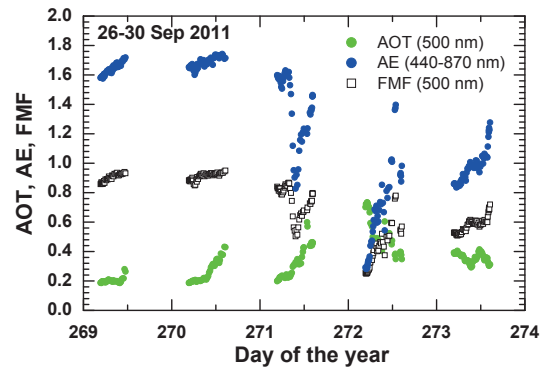 26-30 Sep 2011
AOT (500 nm)
AE (440-870 nm)
FMF (500 nm)
AOT, AE, FMF
2.0
1.8
1.6
1.4
1.2
1.0
0.8
0.6
0.4
0.2
0.0
269 270 271 272 273 274
Day of the year